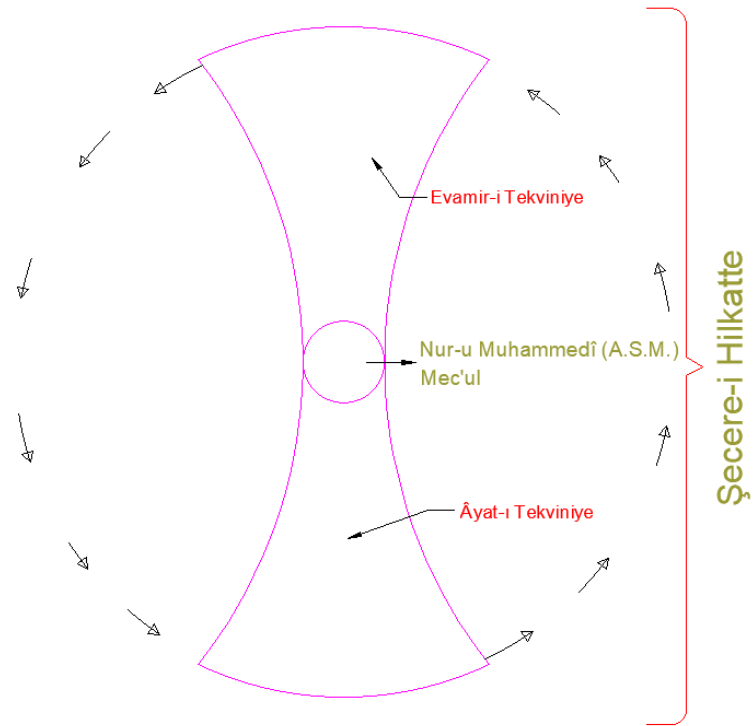 Evamir-i Tekviniye
Nur-u Muhammedî (A.S.M.)
Mec'ul
Âyat-ı Tekviniye
Şecere-i Hilkatte